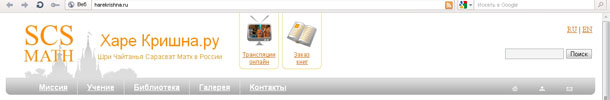 Веб harekrishna.ru Искать в Google
SCS MATH
Харе Кришна.ру
Шри Чайтанья Сарасват Матх в России
Трансляции онлайн
Заказ книг
RU | EN
Поиск
Миссия Учение Библиотека Галерея Контакты